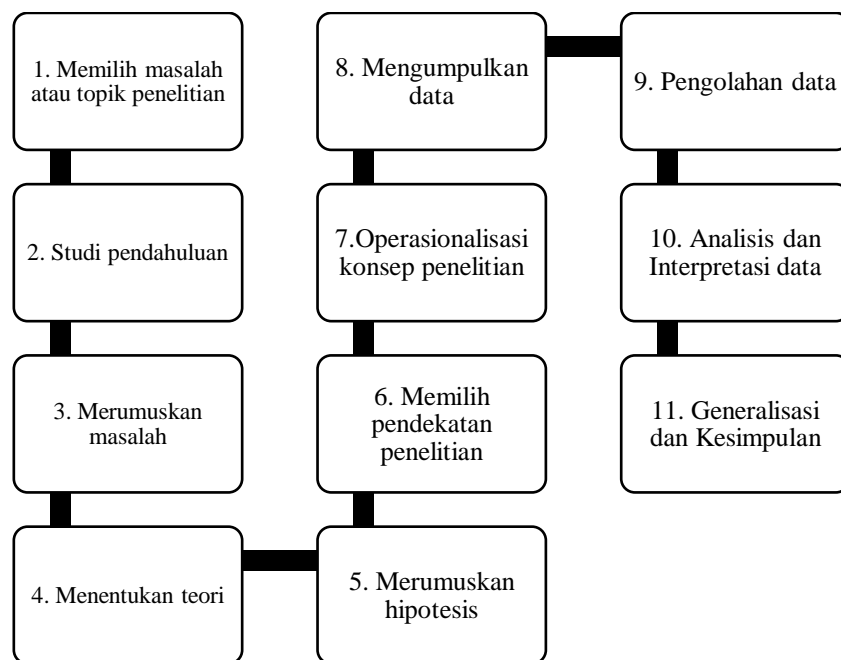 1. Memilih masalah
atau topik penelitian
2. Studi pendahuluan
3. Merumuskan
masalah
4. Menentukan teori
5. Merumuskan
hipotesis
6. Memilih
pendekatan
penelitian
7.Operasionalisasi
konsep penelitian
8. Mengumpulkan
data
9. Pengolahan data
10. Analisis dan
Interpretasi data
11. Generalisasi
dan Kesimpulan